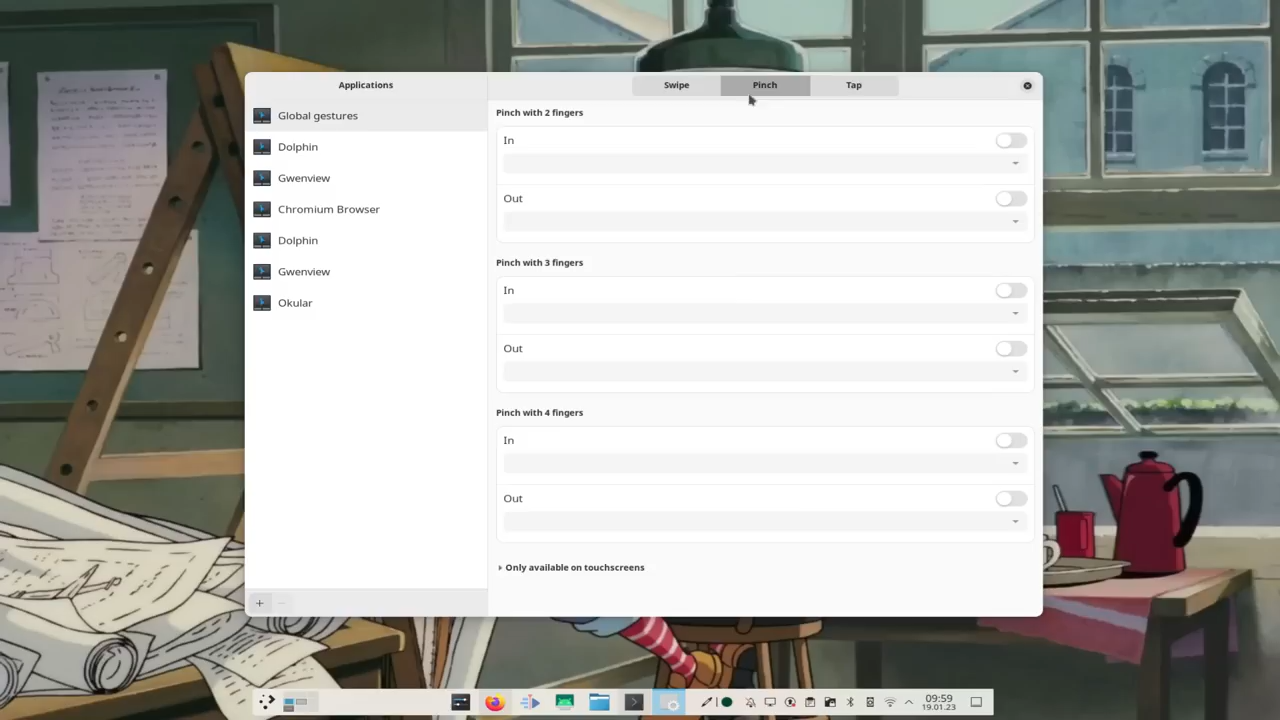 Applications
Swipe
Pinch
Tap
Global gestures
Dolphin
Gwenview
Chromium Browser
Dolphin
Gwenview
Okular
Pinch with 2 fingers
In
Out
Pinch with 3 fingers
In
Out
Pinch with 4 fingers
In
Out
Only available on touchscreens
09:59
19.01.23